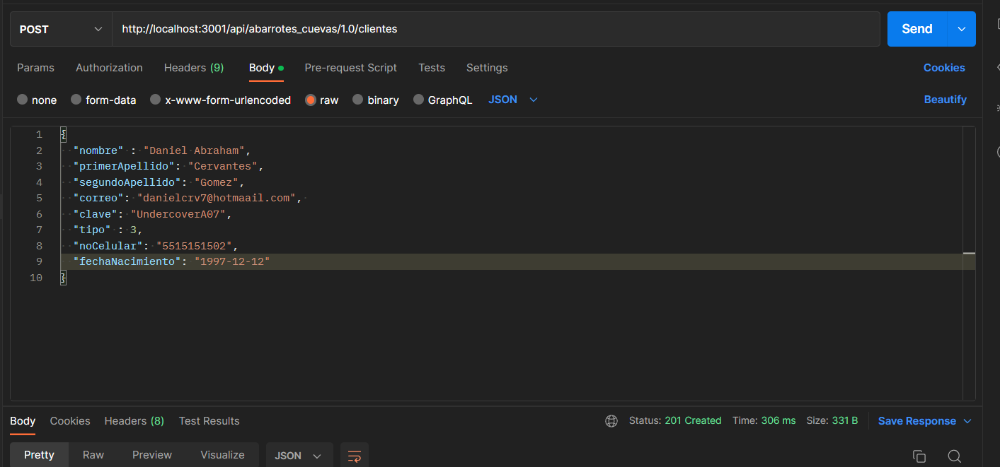 POST http://localhost:3001/api/abarrotes_cuevas/1.0/clientes Send
Params Authorization Headers (9) Body Pre-request Script Tests Settings Cookies
none form-data x-www-form-urlencoded raw binary GraphQL JSON Beautify
1 {
2 "nombre" : "Daniel Abraham",
3 "primerApellido": "Cervantes",
4 "segundoApellido": "Gomez",
5 "correo": "danielcrv7@hotmaail.com",
6 "clave": "UndercoverA07",
7 "tipo" : 3,
8 "noCelular": "5515151502",
9 "fechaNacimiento": "1997-12-12"
10 }
Body Cookies Headers (8) Test Results Status: 201 Created Time: 306 ms Size: 331 B Save Response
Pretty Raw Preview Visualize JSON